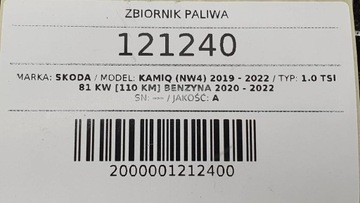 ZBIORNIK PALIWA
121240
MARKA: SKODA / MODEL: KAMIQ (NW4) 2019 - 2022 / TYP: 1.0 TSI
81 KW [110 KM] BENZYNA 2020 - 2022
SN: --- / JAKOŚĆ: A
2000001212400